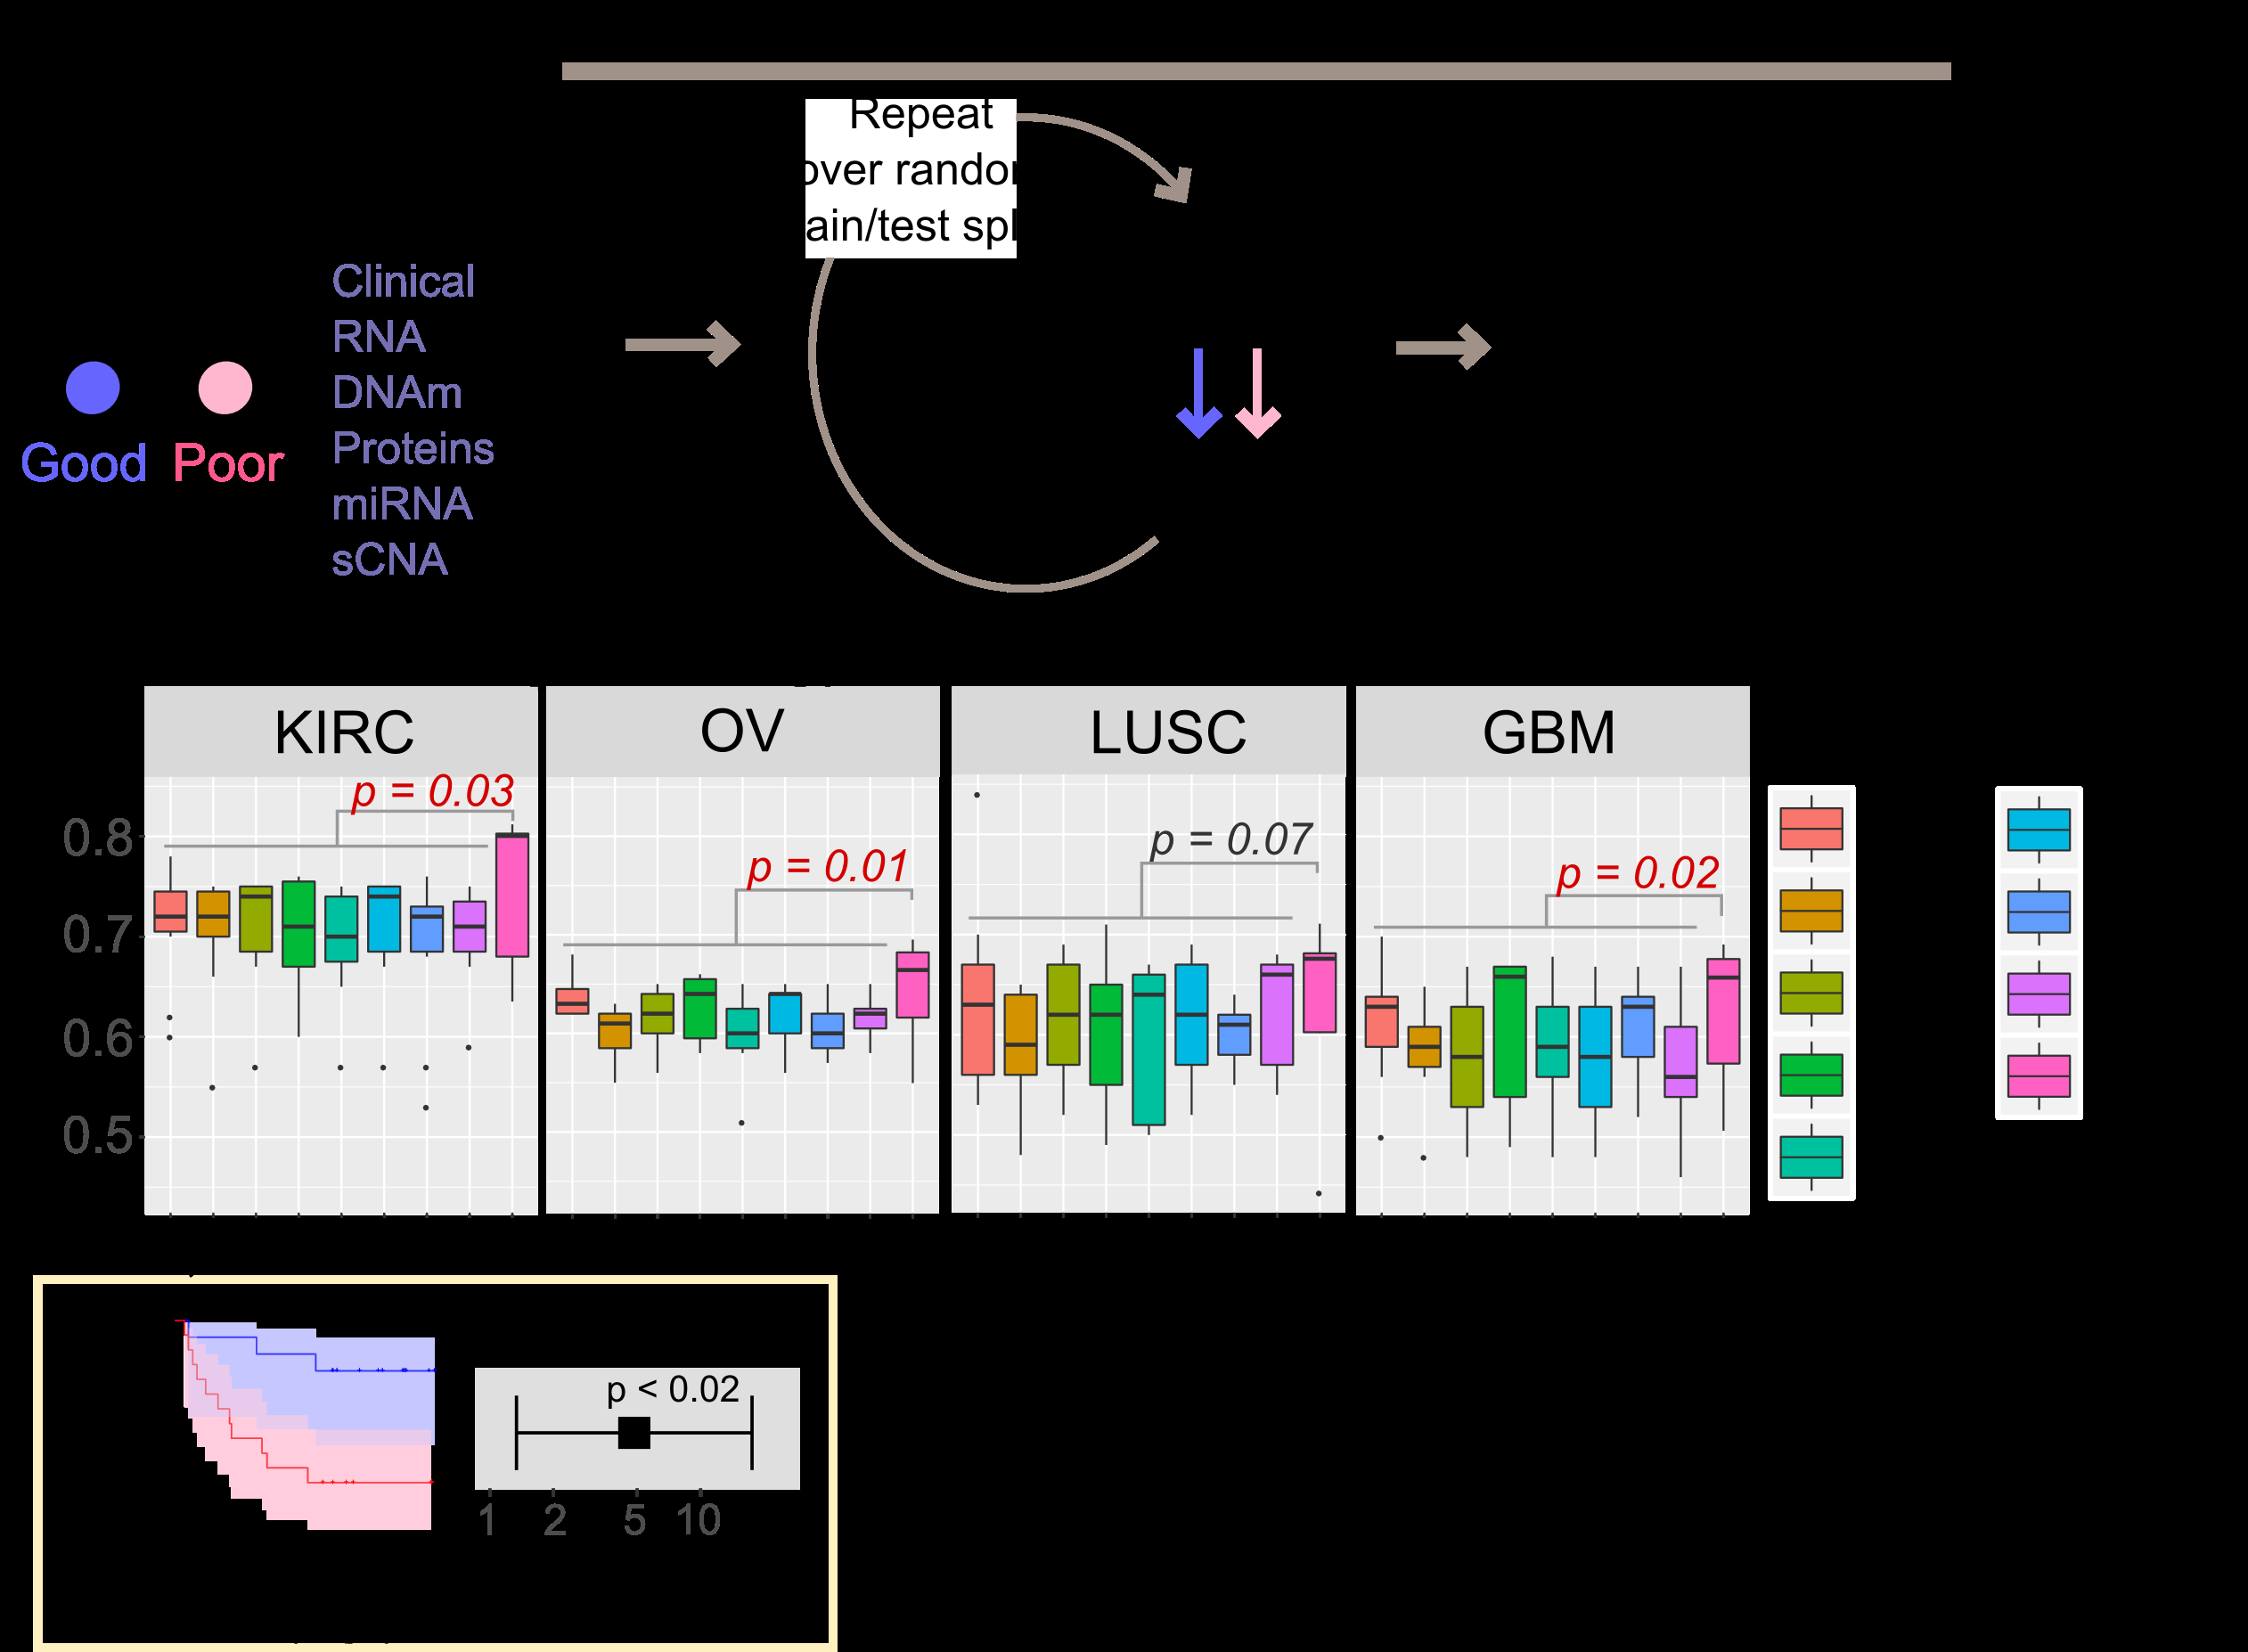 Repeat
over random
train/test spl
Clinical
RNA
DNAm
Proteins
miRNA
sCNA
Good Poor
KIRC OV LUSC GBM
p = 0.03
p = 0.01
p = 0.07
p = 0.02
0.8
0.7
0.6
0.5
p < 0.02
1 2 5 10